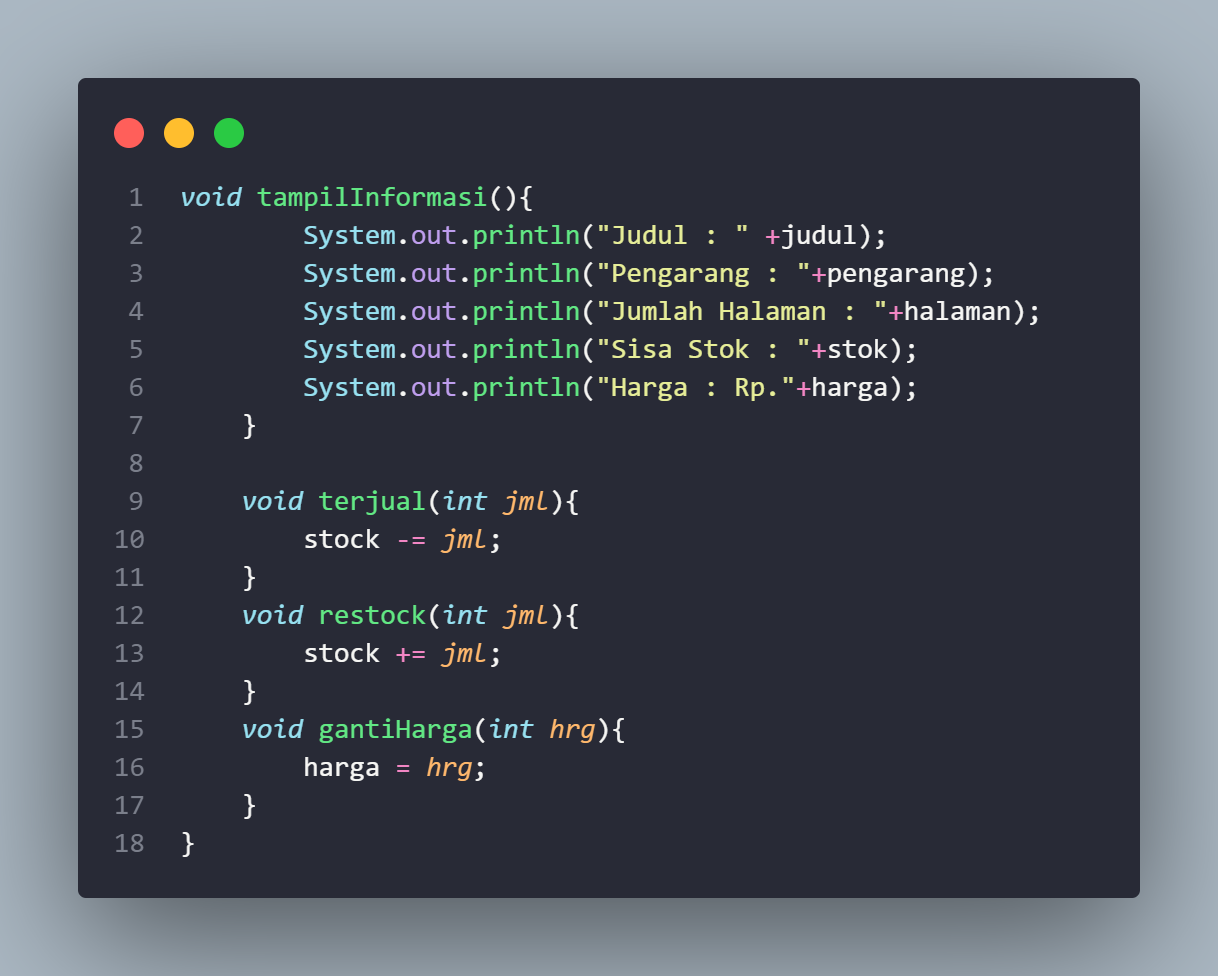 1 void tampilInformasi(){
2         System.out.println("Judul : " +judul);
3         System.out.println("Pengarang : "+pengarang);
4         System.out.println("Jumlah Halaman : "+halaman);
5         System.out.println("Sisa Stok : "+stok);
6         System.out.println("Harga : Rp."+harga);
7     }
8
9     void terjual(int jml){
10         stock -= jml;
11     }
12     void restock(int jml){
13         stock += jml;
14     }
15     void gantiHarga(int hrg){
16         harga = hrg;
17     }
18 }